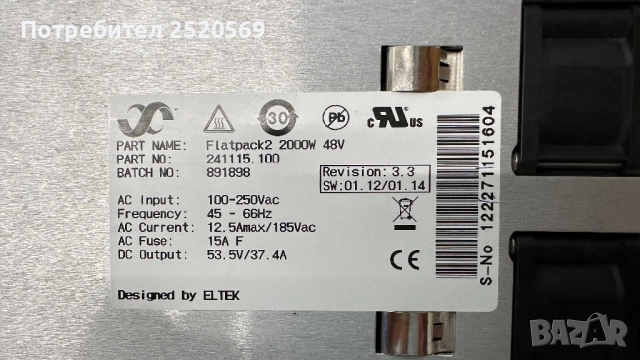 Потребител 2520569
30
Pb
c RU us
PART NAME: Flatpack2 2000W 48V
PART NO: 241115.100
BATCH NO: 891898
Revision: 3.3
SW:01.12/01.14
AC Input: 100-250Vac
Frequency: 45 - 66Hz
AC Current: 12.5Amax/185Vac
AC Fuse: 15A F
DC Output: 53.5V/37.4A
CE
Designed by ELTEK
S-No 122271151604
BAZAR